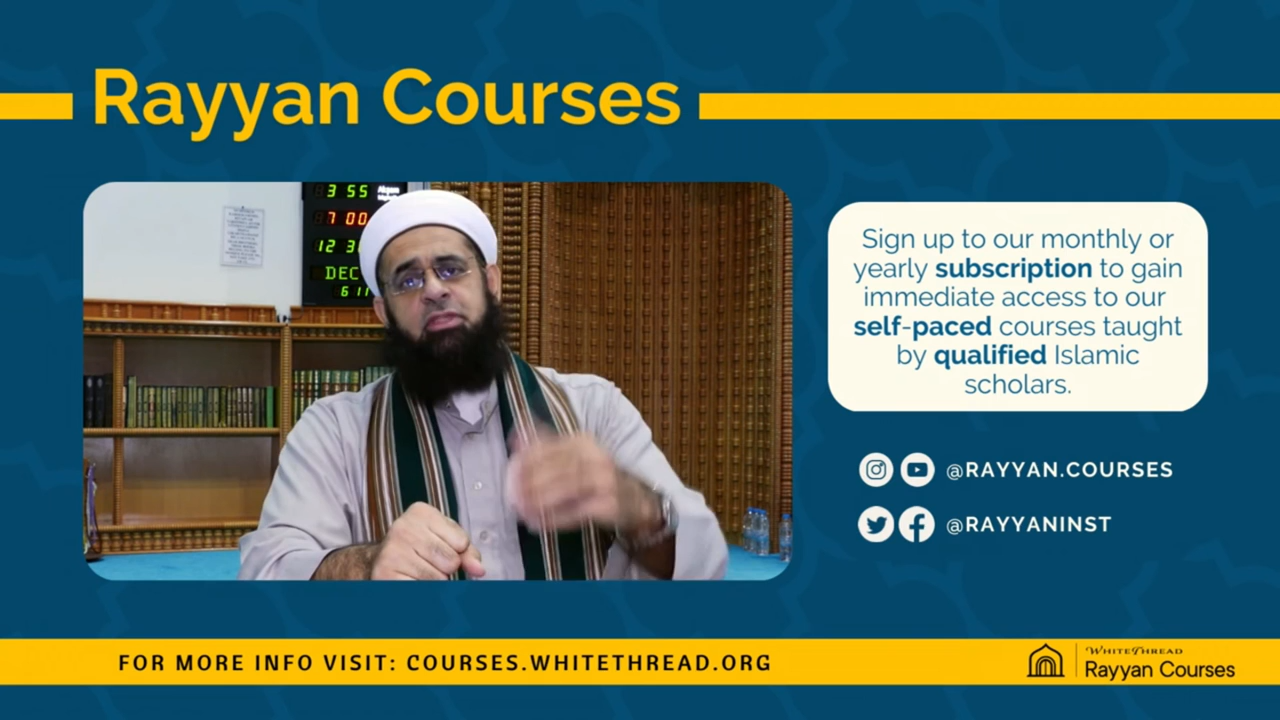 Rayyan Courses
3 55
7 00
12 3
DEC
6 11
Sign up to our monthly or
yearly subscription to gain
immediate access to our
self-paced courses taught
by qualified Islamic
scholars.
@RAYYAN.COURSES
@RAYYANINST
FOR MORE INFO VISIT: COURSES.WHITETHREAD.ORG
WHITETHREAD
Rayyan Courses